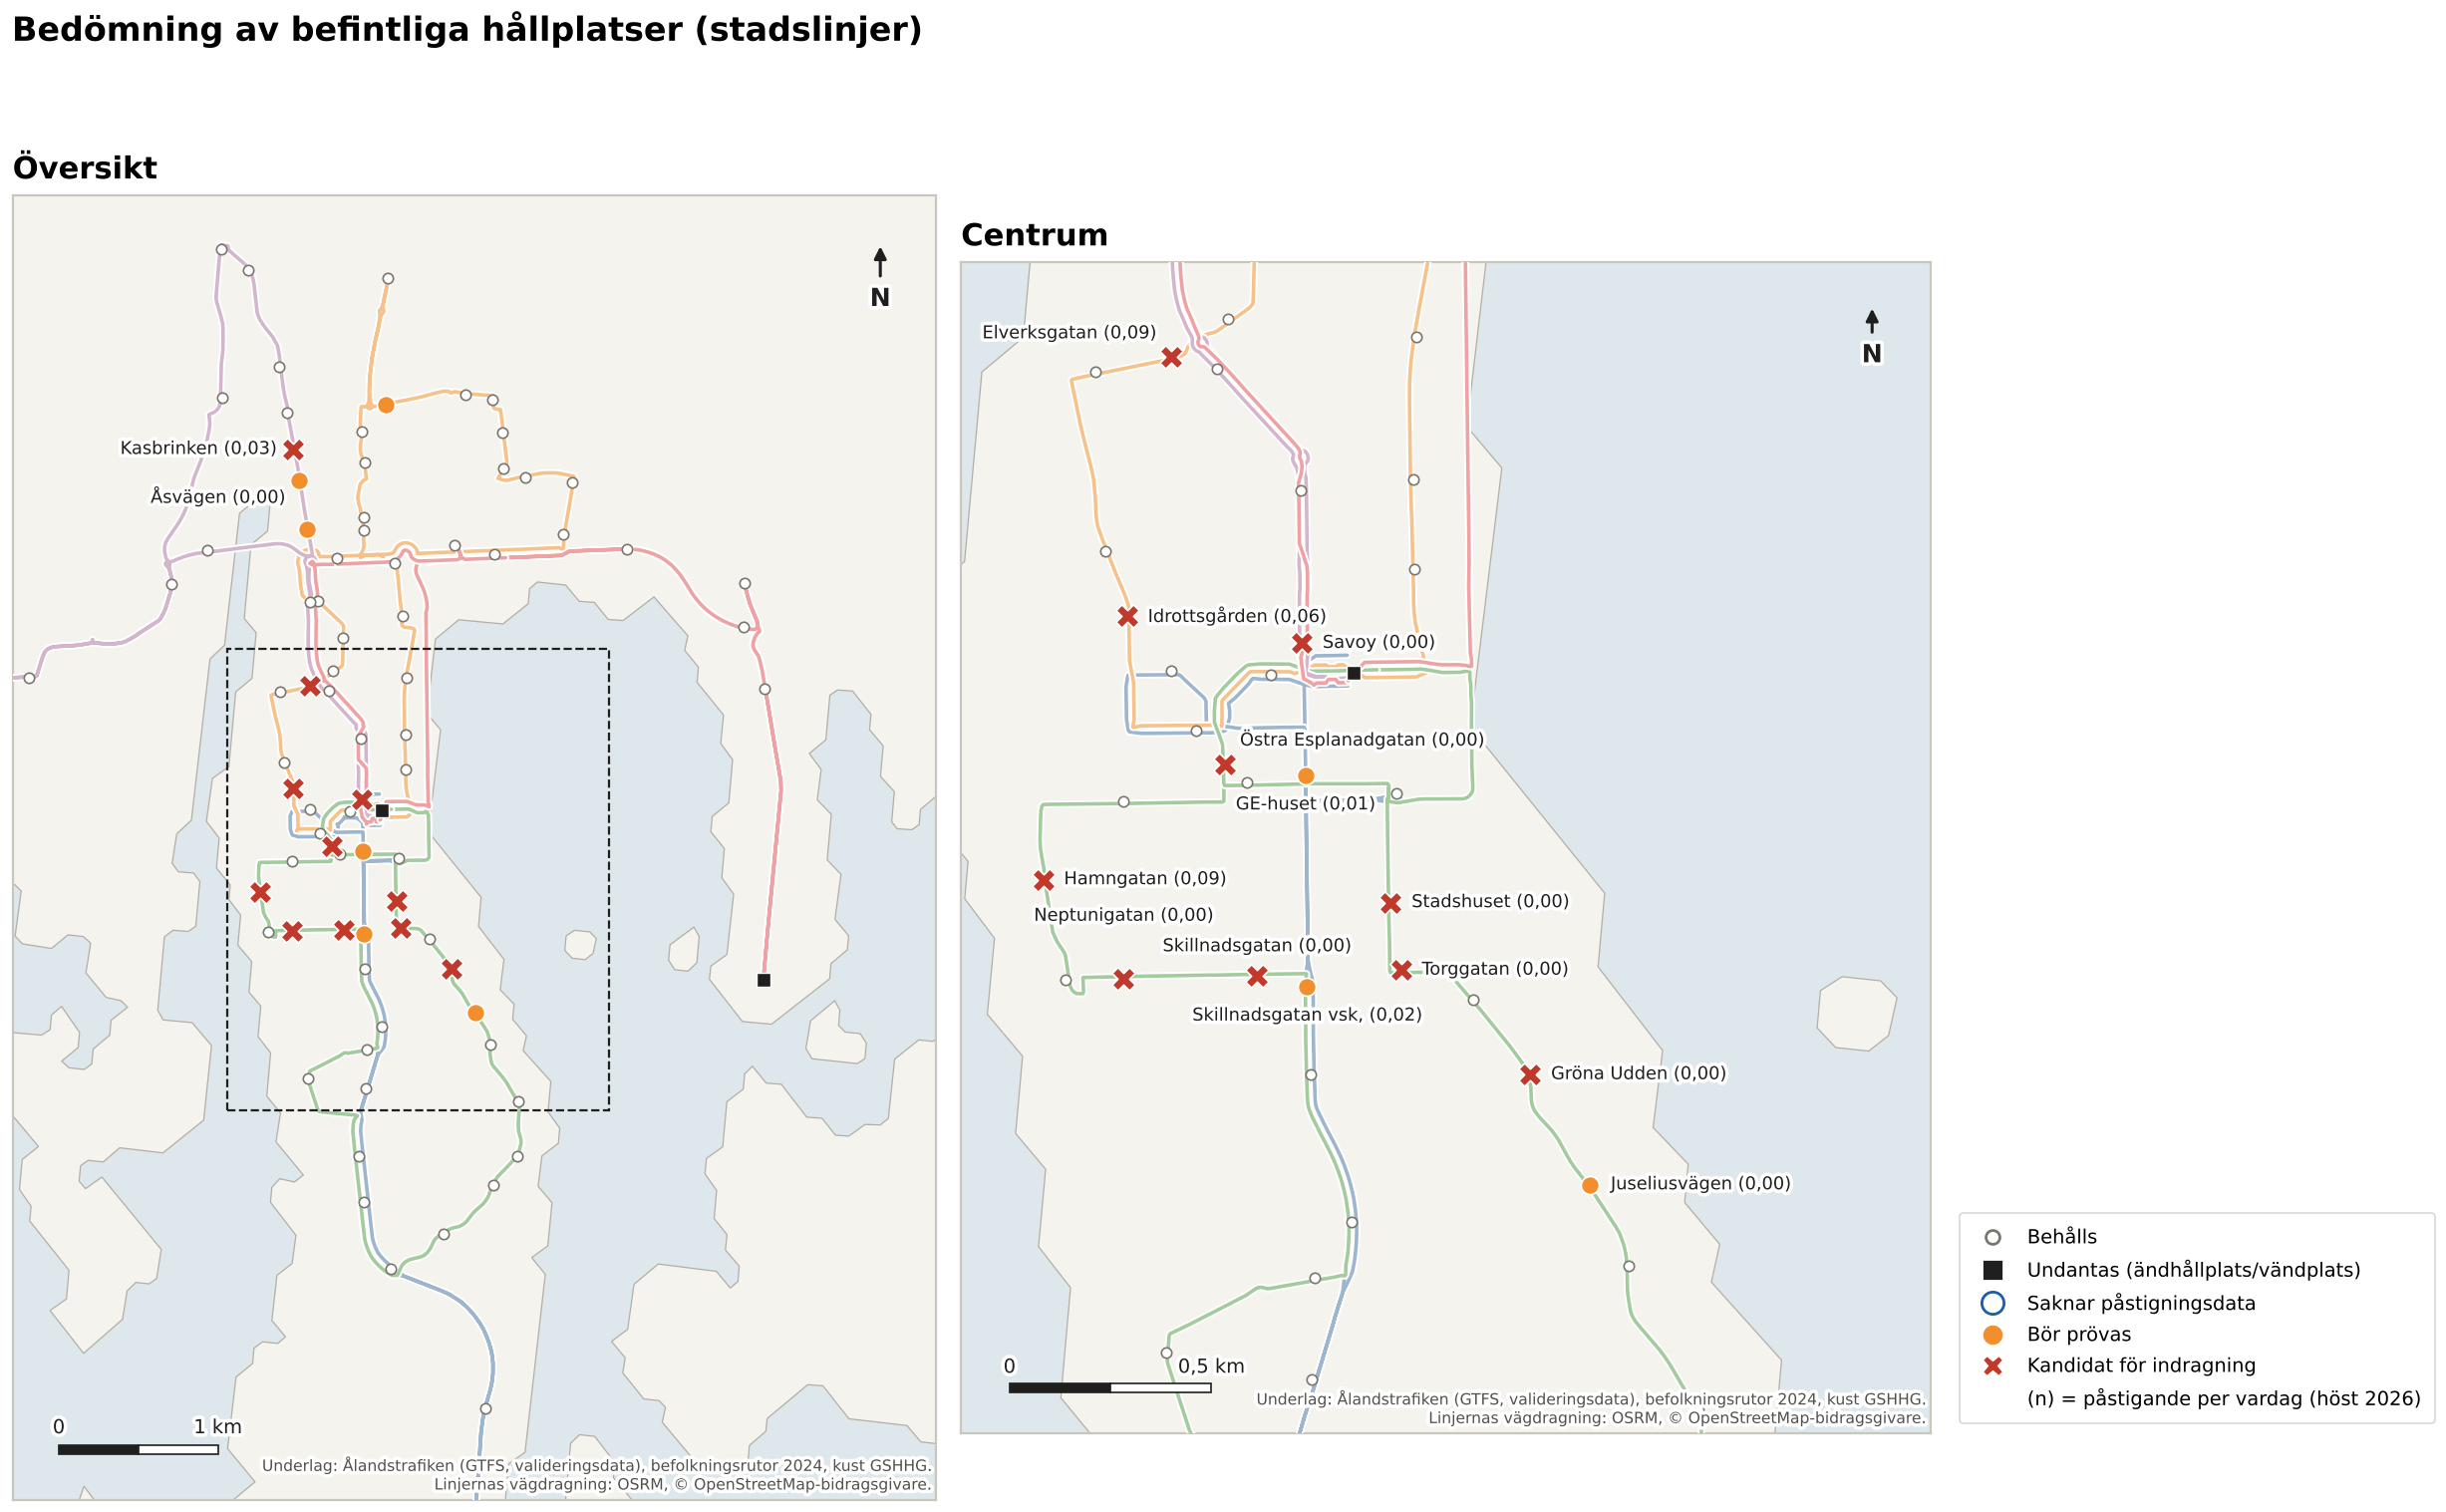 Bedömning av befintliga hållplatser (stadslinjer)
Översikt
N
Kasbrinken (0,03)
Åsvägen (0,00)
0 1 km
Underlag: Ålandstrafiken (GTFS, valideringsdata), befolkningsrutor 2024, kust GSHHG.
Linjernas vägdragning: OSRM, © OpenStreetMap-bidragsgivare.
Centrum
N
Elverksgatan (0,09)
Idrottsgården (0,06)
Savoy (0,00)
Östra Esplanadgatan (0,00)
GE-huset (0,01)
Hamngatan (0,09)
Stadshuset (0,00)
Neptunigatan (0,00)
Skillnadsgatan (0,00)
Torggatan (0,00)
Skillnadsgatan vsk, (0,02)
Gröna Udden (0,00)
Juseliusvägen (0,00)
0 0,5 km
Underlag: Ålandstrafiken (GTFS, valideringsdata), befolkningsrutor 2024, kust GSHHG.
Linjernas vägdragning: OSRM, © OpenStreetMap-bidragsgivare.
Behålls
Undantas (ändhållplats/vändplats)
Saknar påstigningsdata
Bör prövas
Kandidat för indragning
(n) = påstigande per vardag (höst 2026)